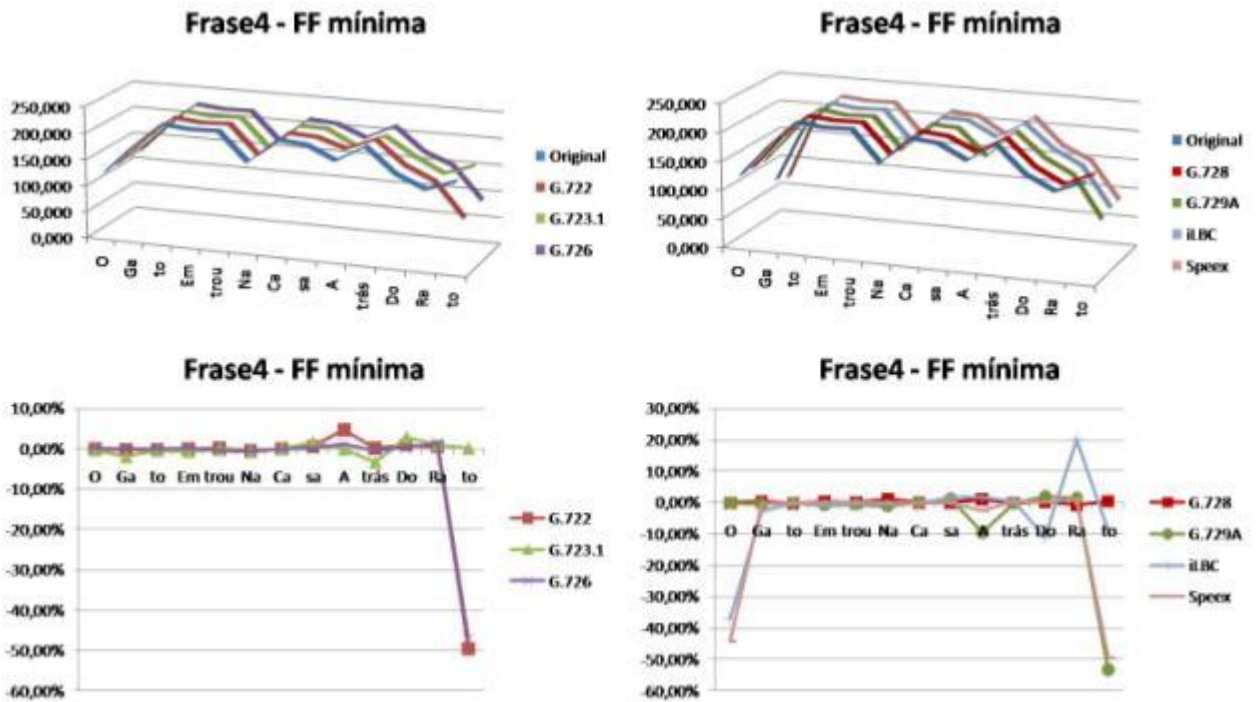 Frase4 - FF mínima
250,000
200,000
150,000
100,000
50,000
0,000
O
Ga
to
Em
trou
Na
Ca
sa
A
trás
Do
Ra
to
Original
G.722
G.723.1
G.726
Frase4 - FF mínima
250,000
200,000
150,000
100,000
50,000
0,000
O
Ga
to
Em
trou
Na
Ca
sa
A
trás
Do
Ra
to
Original
G.728
G.729A
iLBC
Speex
Frase4 - FF mínima
10,00%
0,00%
-10,00%
-20,00%
-30,00%
-40,00%
-50,00%
-60,00%
O Ga to Em trou Na Ca sa A trás Do Ra to
G.722
G.723.1
G.726
Frase4 - FF mínima
30,00%
20,00%
10,00%
0,00%
-10,00%
-20,00%
-30,00%
-40,00%
-50,00%
-60,00%
O Ga to Em trou Na Ca sa A trás Do Ra to
G.728
G.729A
iLBC
Speex